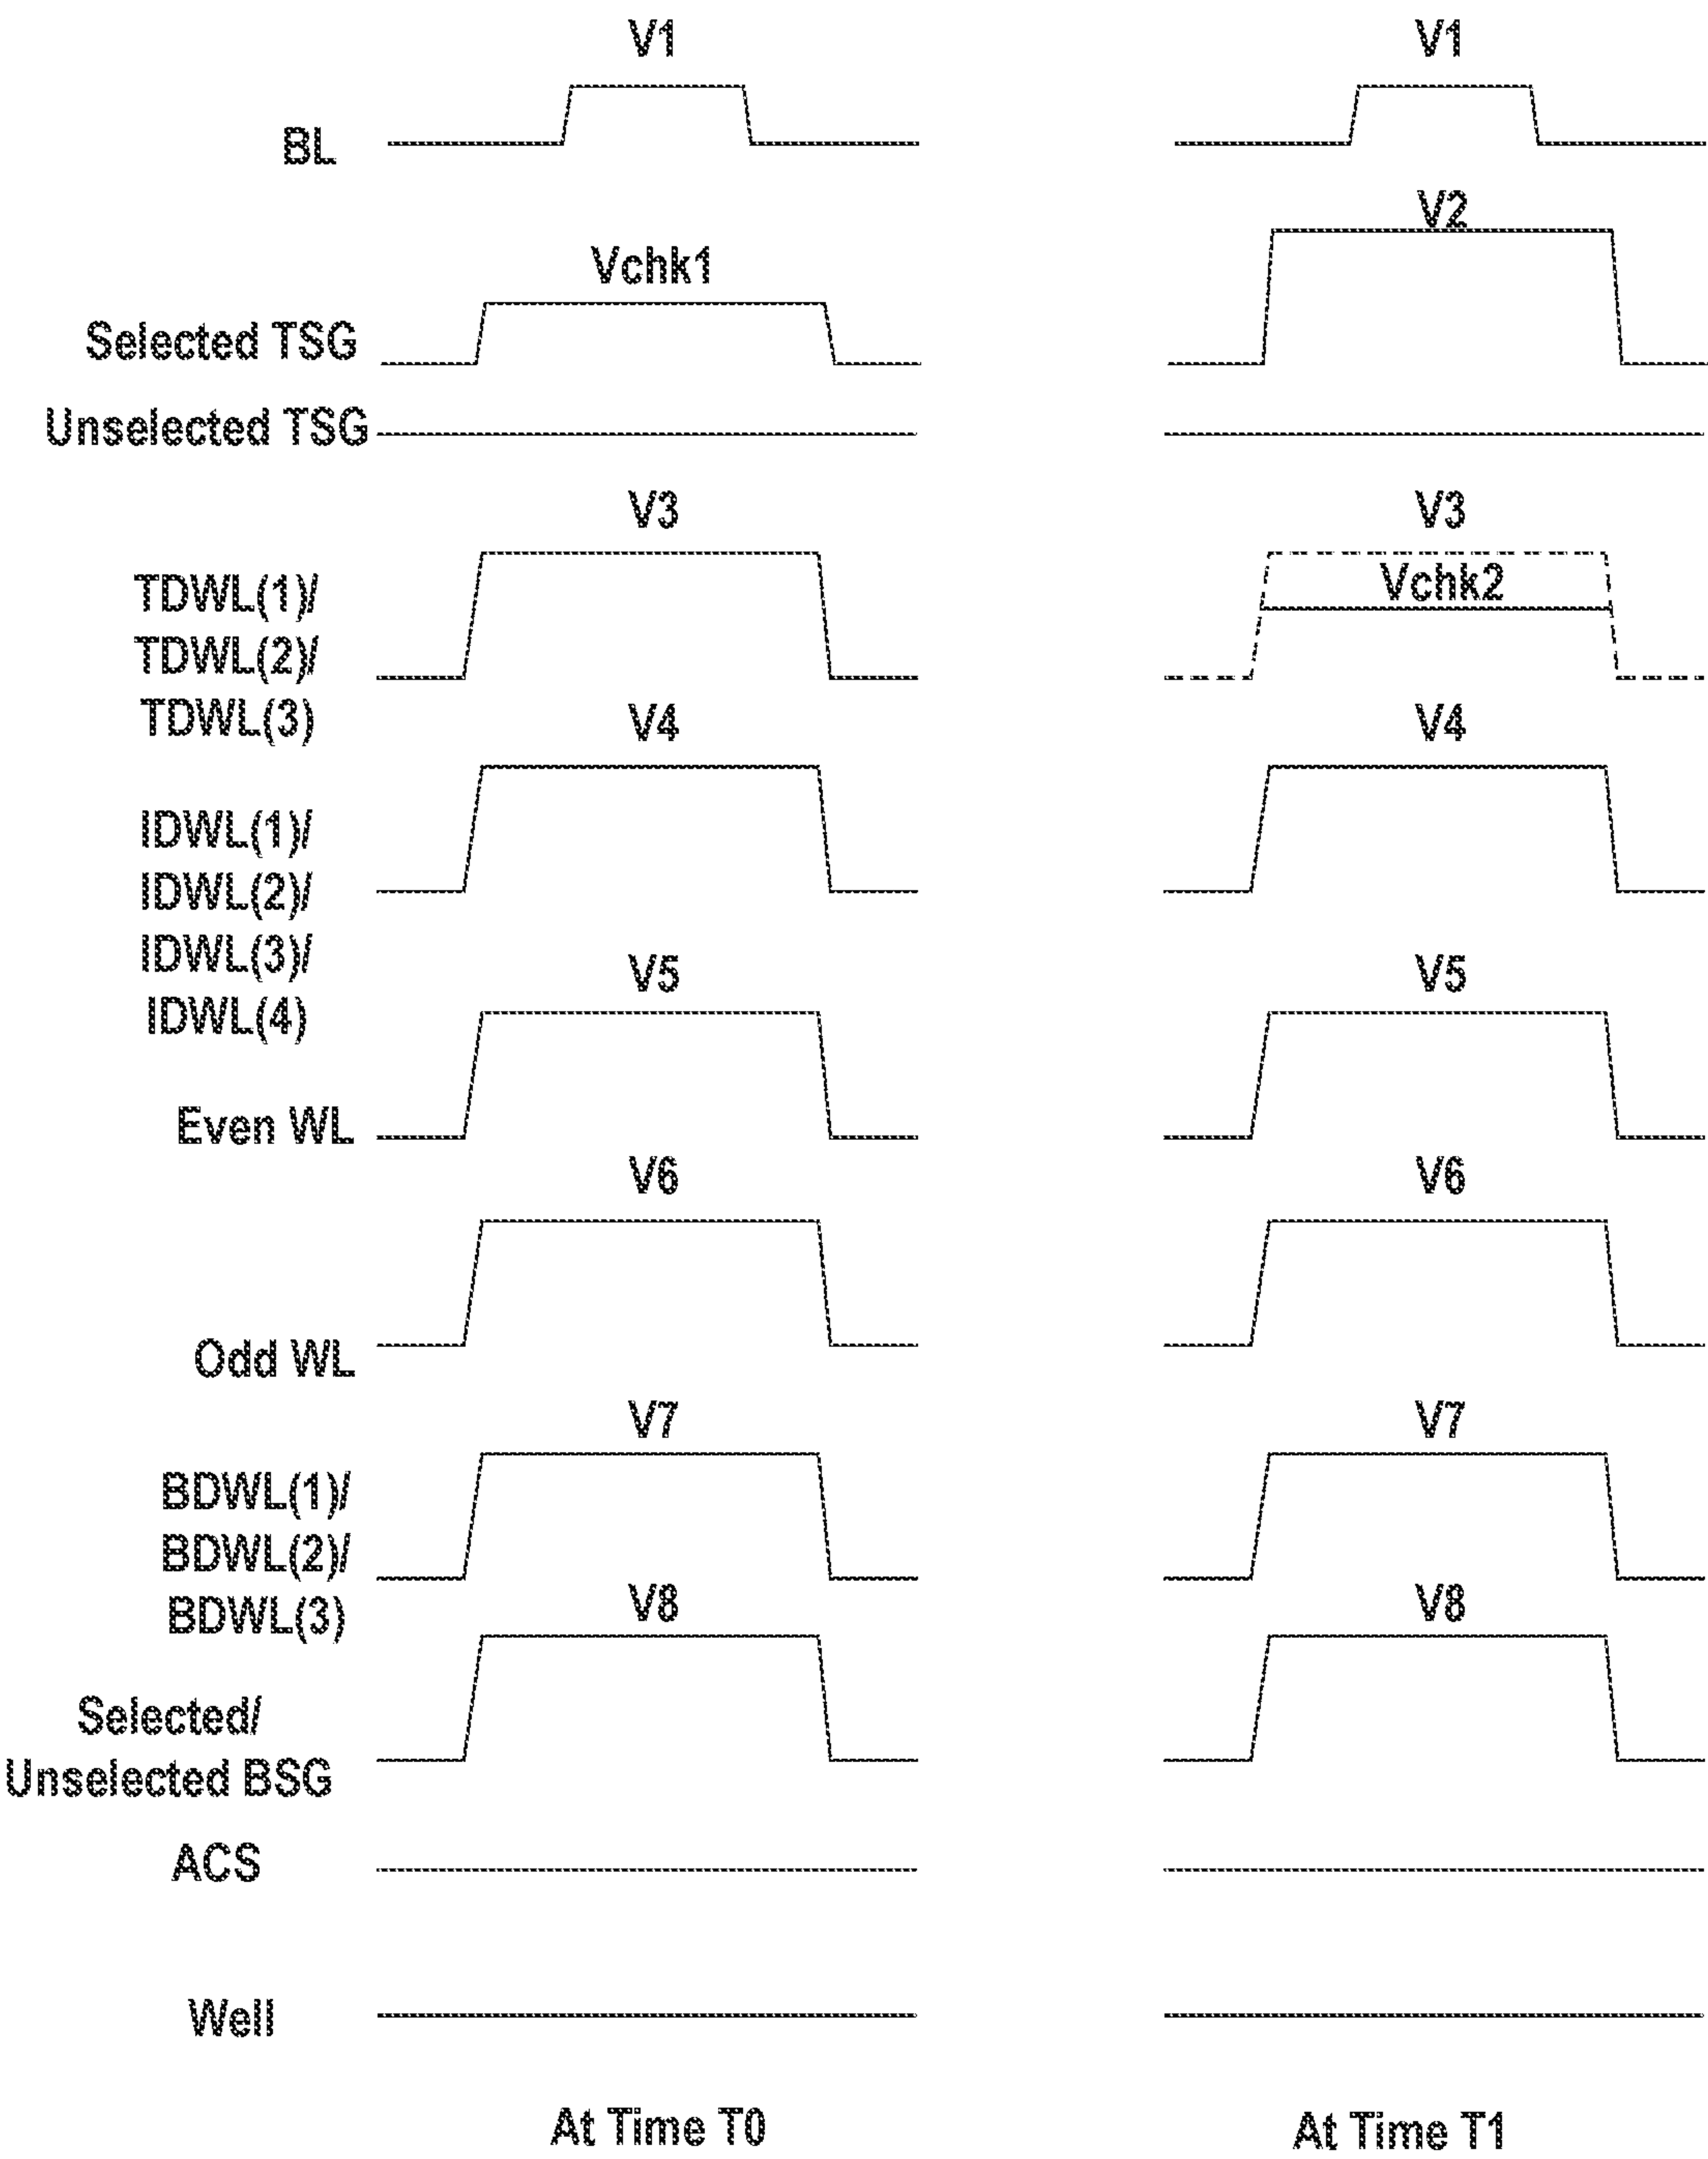 V1 V1
BL
V2
Vchk1
Selected TSG
Unselected TSG
V3 V3
TDWL(1)/ Vchk2
TDWL(2)/
TDWL(3)
V4 V4
IDWL(1)/
IDWL(2)/
IDWL(3)/
V5 V5
IDWL(4)
Even WL
V6 V6
Odd WL
V7 V7
BDWL(1)/
BDWL(2)/
BDWL(3)
V8 V8
Selected/
Unselected BSG
ACS
Well
At Time T0 At Time T1